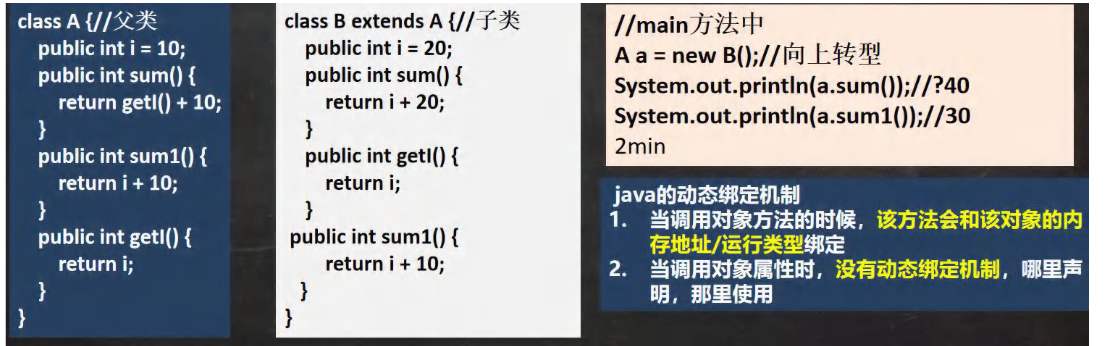 class A {//父类
public int i = 10;
public int sum() {
return getI() + 10;
}
public int sum1() {
return i + 10;
}
public int getI() {
return i;
}
}
class B extends A {//子类
public int i = 20;
public int sum() {
return i + 20;
}
public int getI() {
return i;
}
public int sum1() {
return i + 10;
}
}
//main方法中
A a = new B();//向上转型
System.out.println(a.sum());//?40
System.out.println(a.sum1());//30
2min
java的动态绑定机制
1. 当调用对象方法的时候，该方法会和该对象的内
存地址/运行类型绑定
2. 当调用对象属性时，没有动态绑定机制，哪里声
明，那里使用